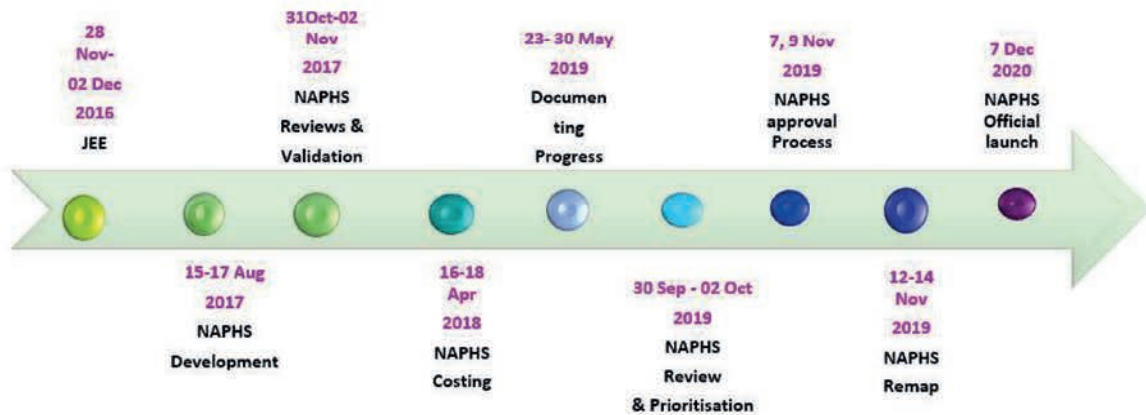 28
Nov-
02 Dec
2016
JEE
15-17 Aug
2017
NAPHS
Development
31Oct-02
Nov
2017
NAPHS
Reviews &
Validation
16-18
Apr
2018
NAPHS
Costing
23- 30 May
2019
Documen
ting
Progress
30 Sep - 02 Oct
2019
NAPHS
Review
& Prioritisation
7, 9 Nov
2019
NAPHS
approval
Process
12-14
Nov
2019
NAPHS
Remap
7 Dec
2020
NAPHS
Official
launch